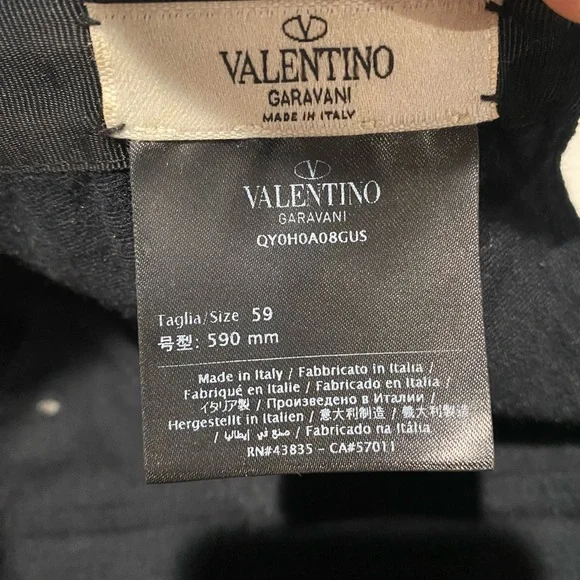 VALENTINO
GARAVANI
MADE IN ITALY
VALENTINO
GARAVANI
QY0H0A08GUS
Taglia/Size 59
号型: 590 mm
Made in Italy / Fabbricato in Italia /
Fabriqué en Italie / Fabricado en Italia /
イタリア製 / Произведено в Италии /
Hergestellt in Italien / 意大利制造 / 義大利製造
/ صنع في إيطاليا / Fabricado na Itália
RN#43835 - CA#57011